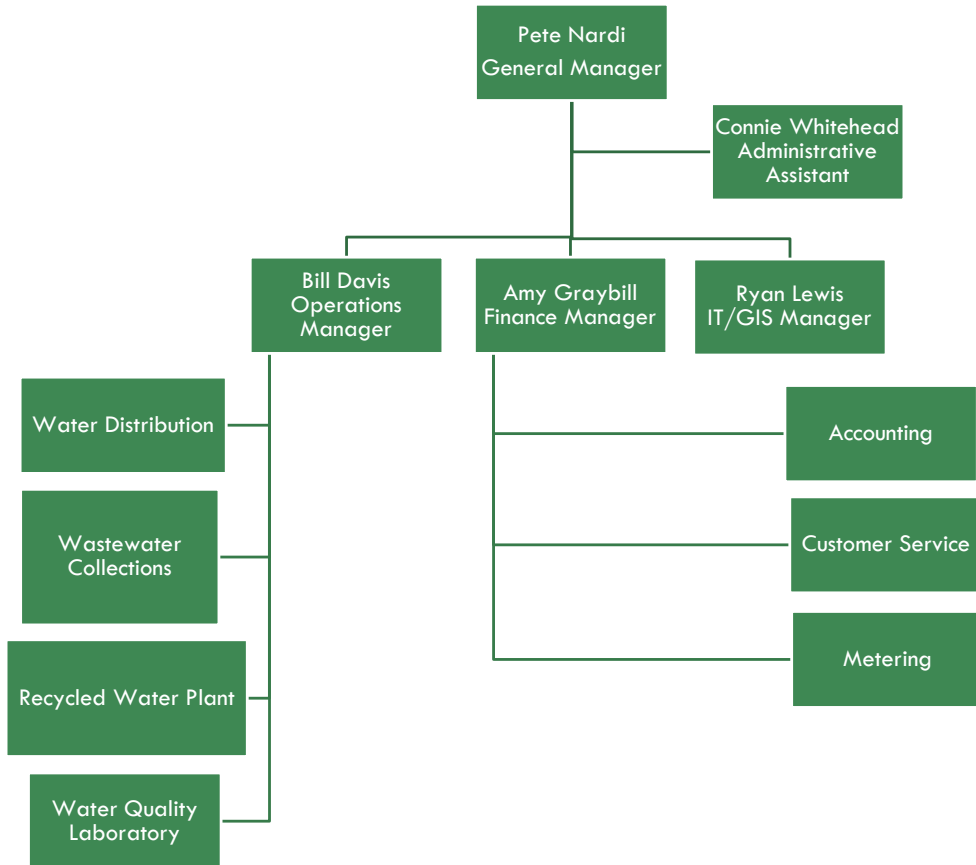 Pete Nardi
General Manager
Connie Whitehead
Administrative
Assistant
Bill Davis
Operations
Manager
Amy Graybill
Finance Manager
Ryan Lewis
IT/GIS Manager
Water Distribution
Wastewater
Collections
Recycled Water Plant
Water Quality
Laboratory
Accounting
Customer Service
Metering